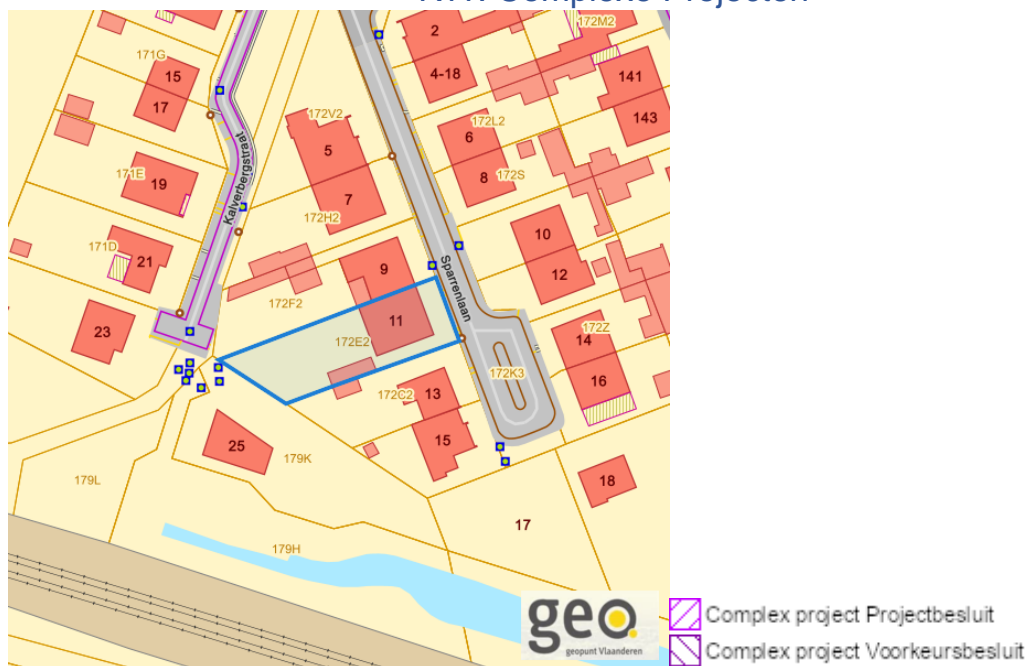 2
172M2
171G
15
4-18
141
17
172V2
143
172L2
6
5
Kalverbergstraat
8
172S
171E
19
7
172H2
10
171D
21
9
Sparrenlaan
12
172F2
11
172Z
23
172E2
14
172K3
16
172C2
13
15
25
179K
18
179L
17
179H
geo
geopunt Vlaanderen
Complex project Projectbesluit
Complex project Voorkeursbesluit